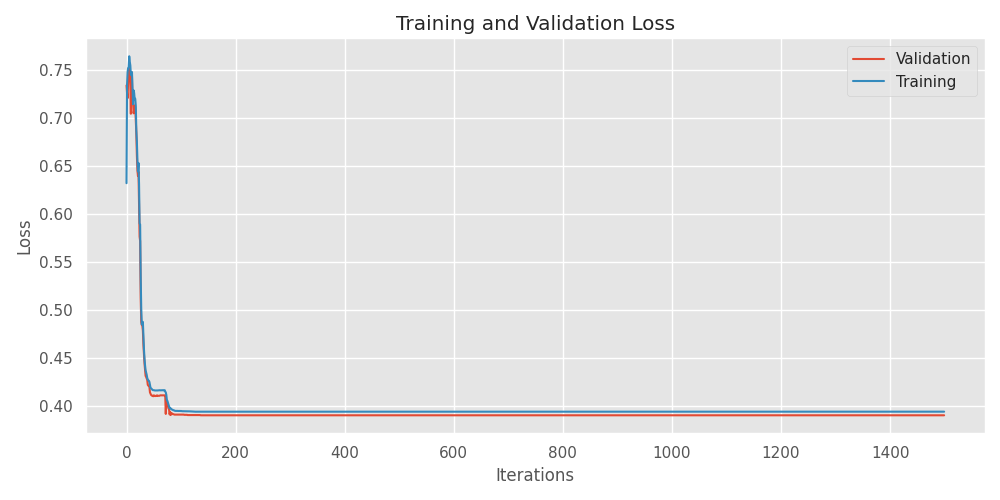 Training and Validation Loss
Validation
Training
0.75
0.70
0.65
0.60
0.55
0.50
0.45
0.40
Loss
0 200 400 600 800 1000 1200 1400
Iterations